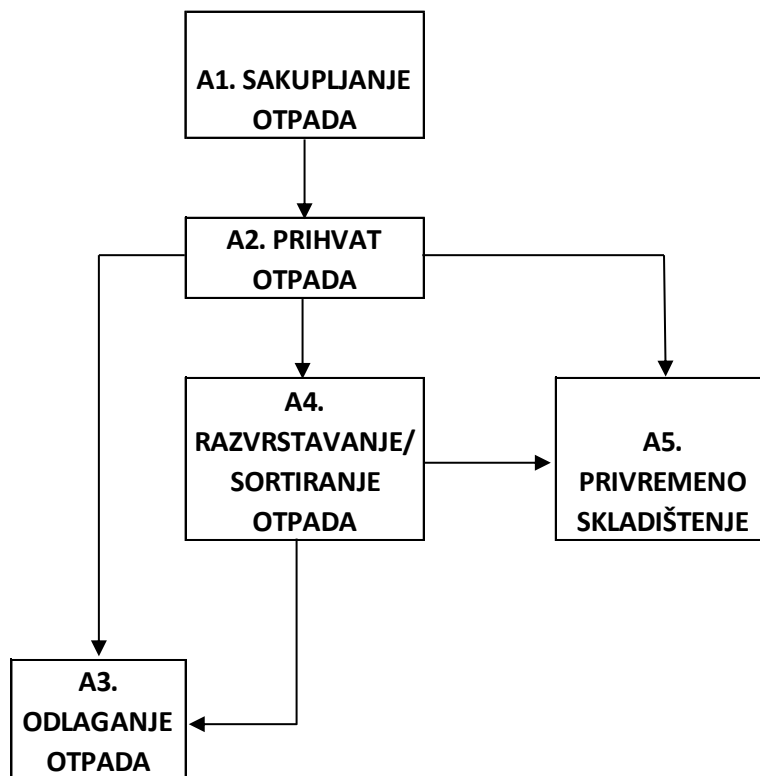 A1. SAKUPLJANJE
OTPADA
A2. PRIHVAT
OTPADA
A4.
RAZVRSTAVANJE/
SORTIRANJE
OTPADA
A5.
PRIVREMENO
SKLADIŠTENJE
A3.
ODLAGANJE
OTPADA